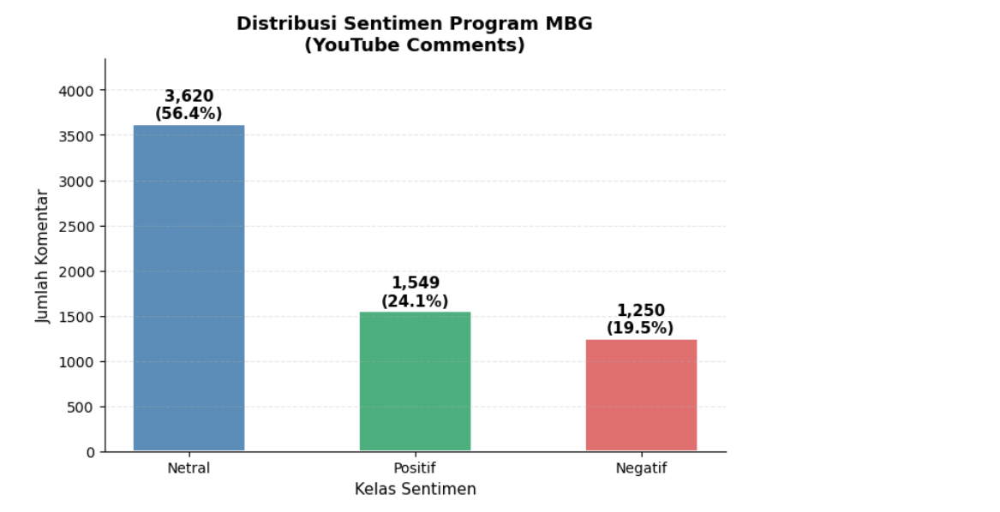 Distribusi Sentimen Program MBG
(YouTube Comments)
Jumlah Komentar
4000
3500
3000
2500
2000
1500
1000
500
0
3,620
(56.4%)
1,549
(24.1%)
1,250
(19.5%)
Netral
Positif
Negatif
Kelas Sentimen